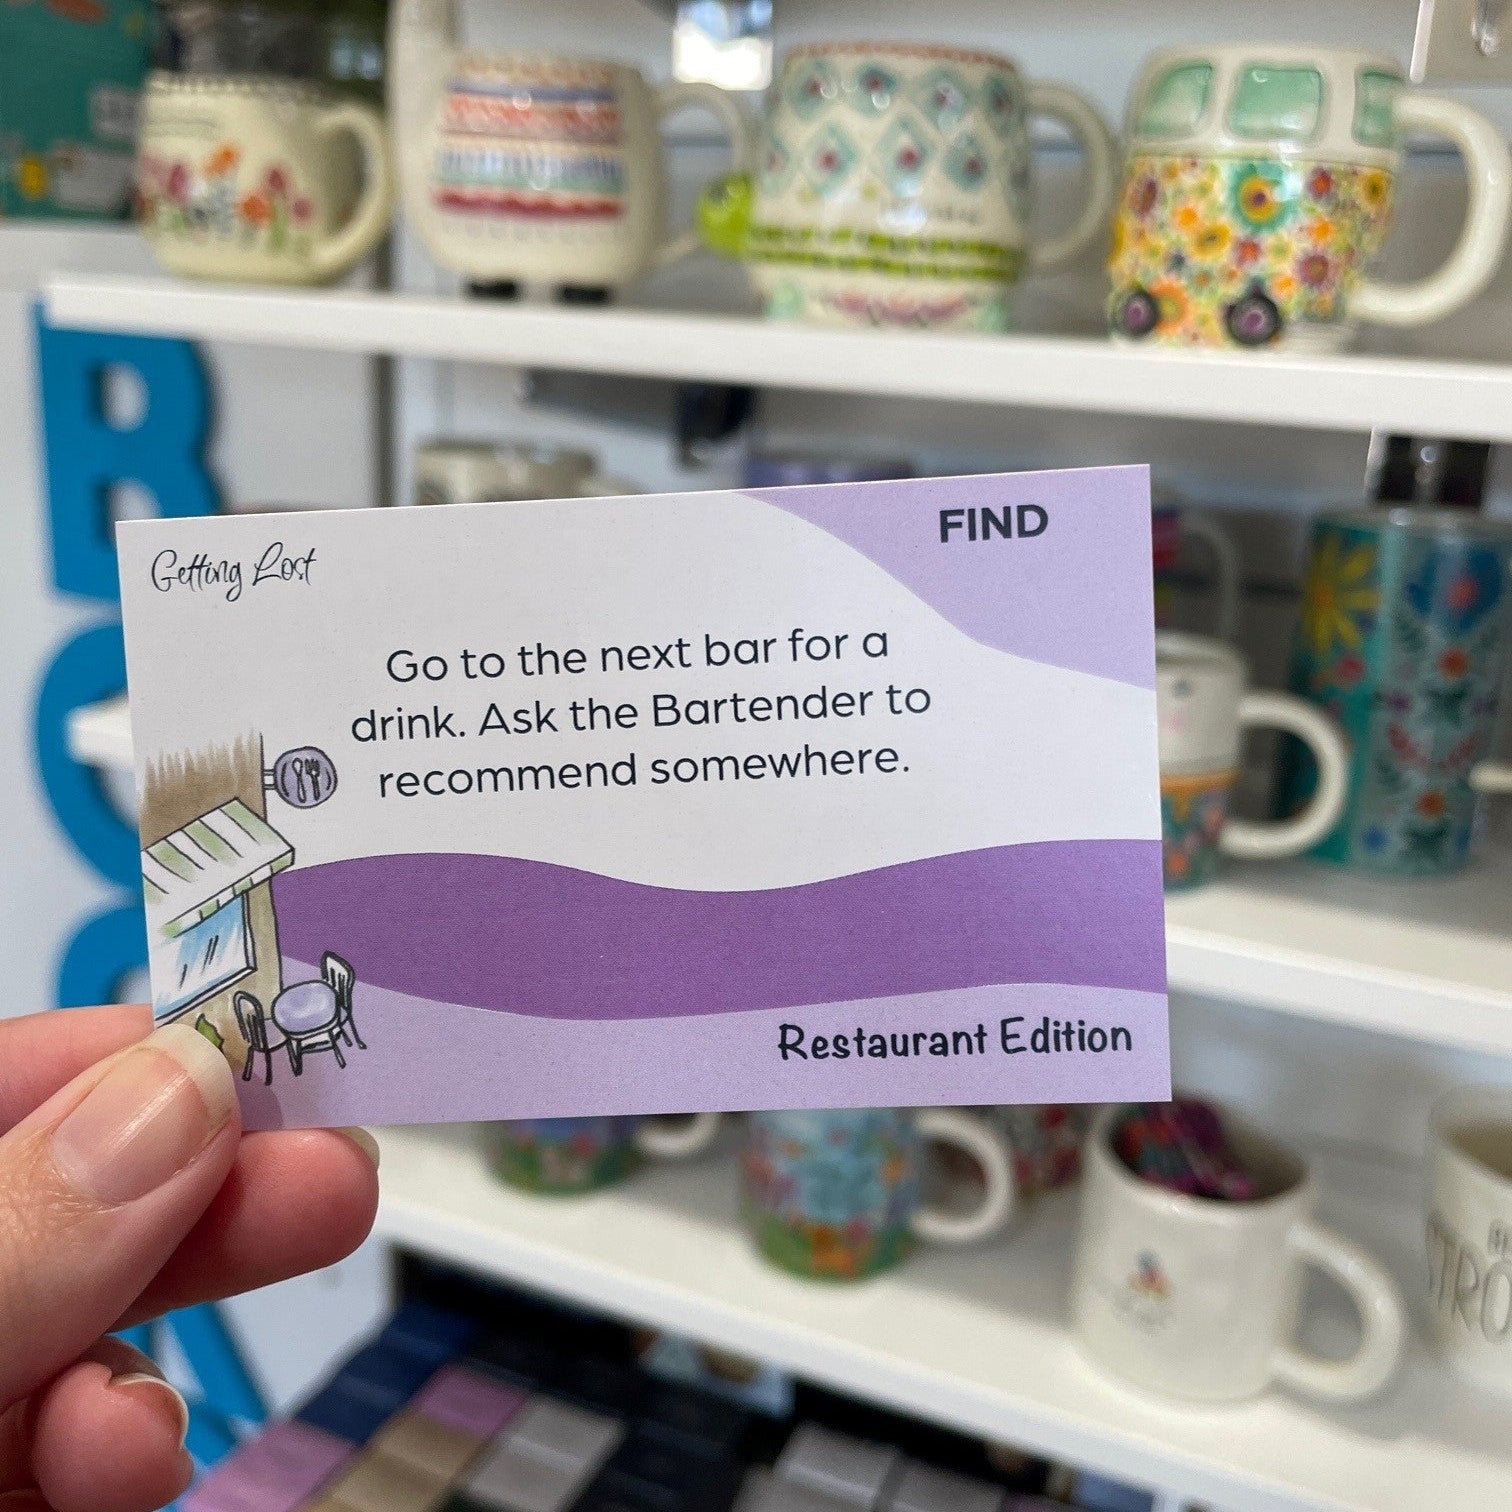 Getting Lost
FIND
Go to the next bar for a
drink. Ask the Bartender to
recommend somewhere.
Restaurant Edition